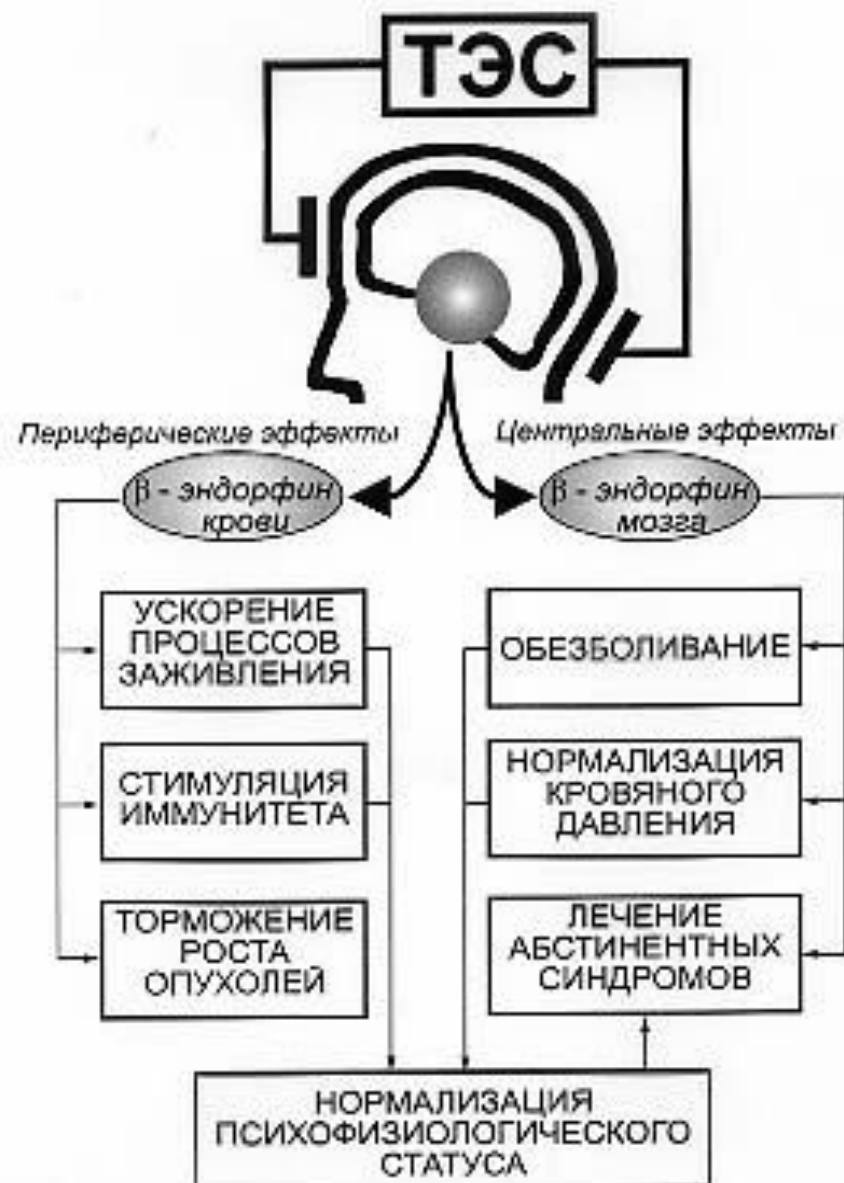 ТЭС
Периферические эффекты
Центральные эффекты
β - эндорфин
крови
β - эндорфин
мозга
УСКОРЕНИЕ
ПРОЦЕССОВ
ЗАЖИВЛЕНИЯ
СТИМУЛЯЦИЯ
ИММУНИТЕТА
ТОРМОЖЕНИЕ
РОСТА
ОПУХОЛЕЙ
ОБЕЗБОЛИВАНИЕ
НОРМАЛИЗАЦИЯ
КРОВЯНОГО
ДАВЛЕНИЯ
ЛЕЧЕНИЕ
АБСТИНЕНТНЫХ
СИНДРОМОВ
НОРМАЛИЗАЦИЯ
ПСИХОФИЗИОЛОГИЧЕСКОГО
СТАТУСА